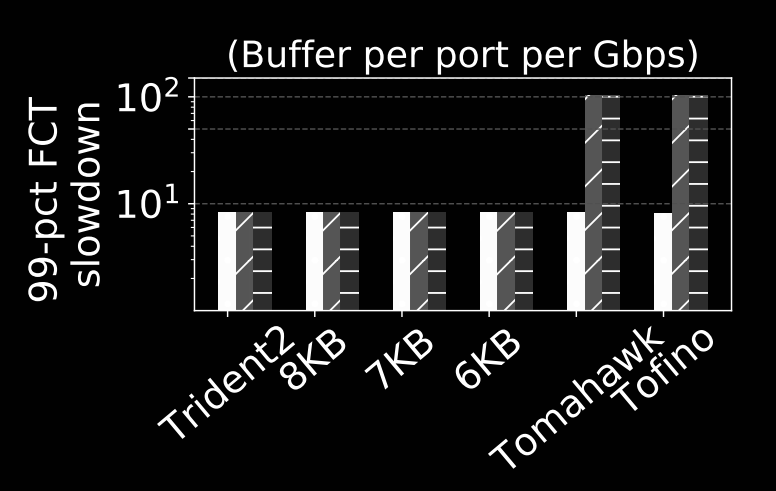 (Buffer per port per Gbps)
99-pct FCT
slowdown
10²
10¹
Trident2
8KB
7KB
6KB
Tomahawk
Tofino